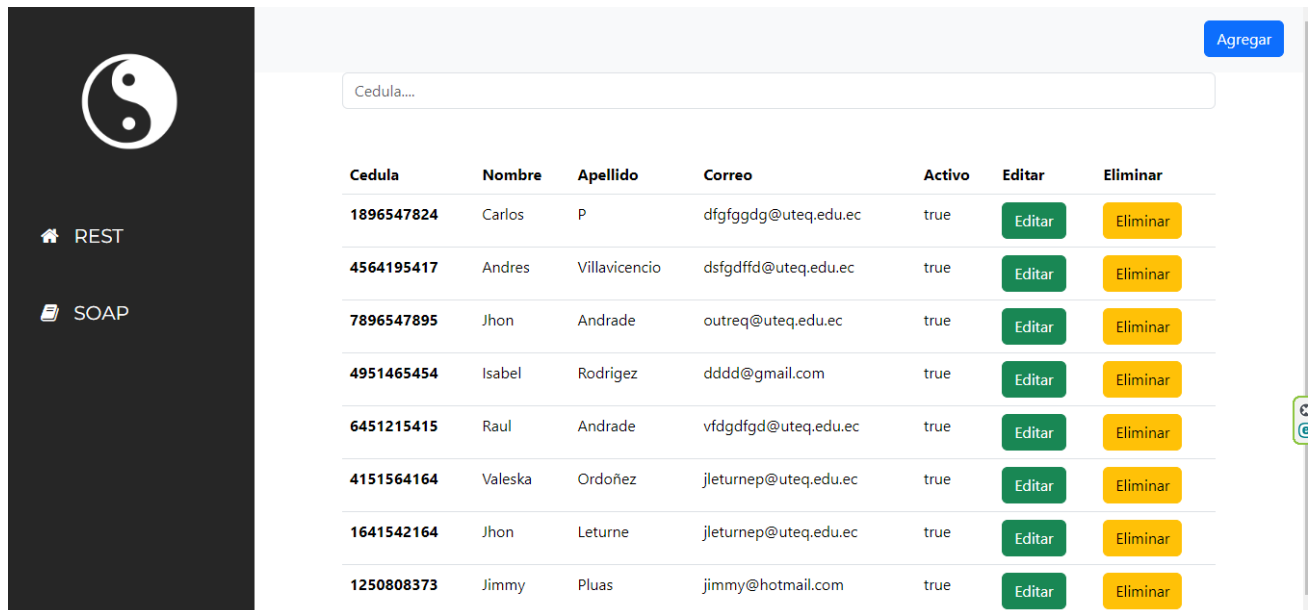 Agregar
Cedula....
Cedula Nombre Apellido Correo Activo Editar Eliminar
1896547824 Carlos P dfgfggdg@uteq.edu.ec true Editar Eliminar
REST
4564195417 Andres Villavicencio dsfgdffd@uteq.edu.ec true Editar Eliminar
SOAP
7896547895 Jhon Andrade outreq@uteq.edu.ec true Editar Eliminar
4951465454 Isabel Rodrigez dddd@gmail.com true Editar Eliminar
6451215415 Raul Andrade vfdgdfgd@uteq.edu.ec true Editar Eliminar
4151564164 Valeska Ordoñez jleturnep@uteq.edu.ec true Editar Eliminar
1641542164 Jhon Leturne jleturnep@uteq.edu.ec true Editar Eliminar
1250808373 Jimmy Pluas jimmy@hotmail.com true Editar Eliminar